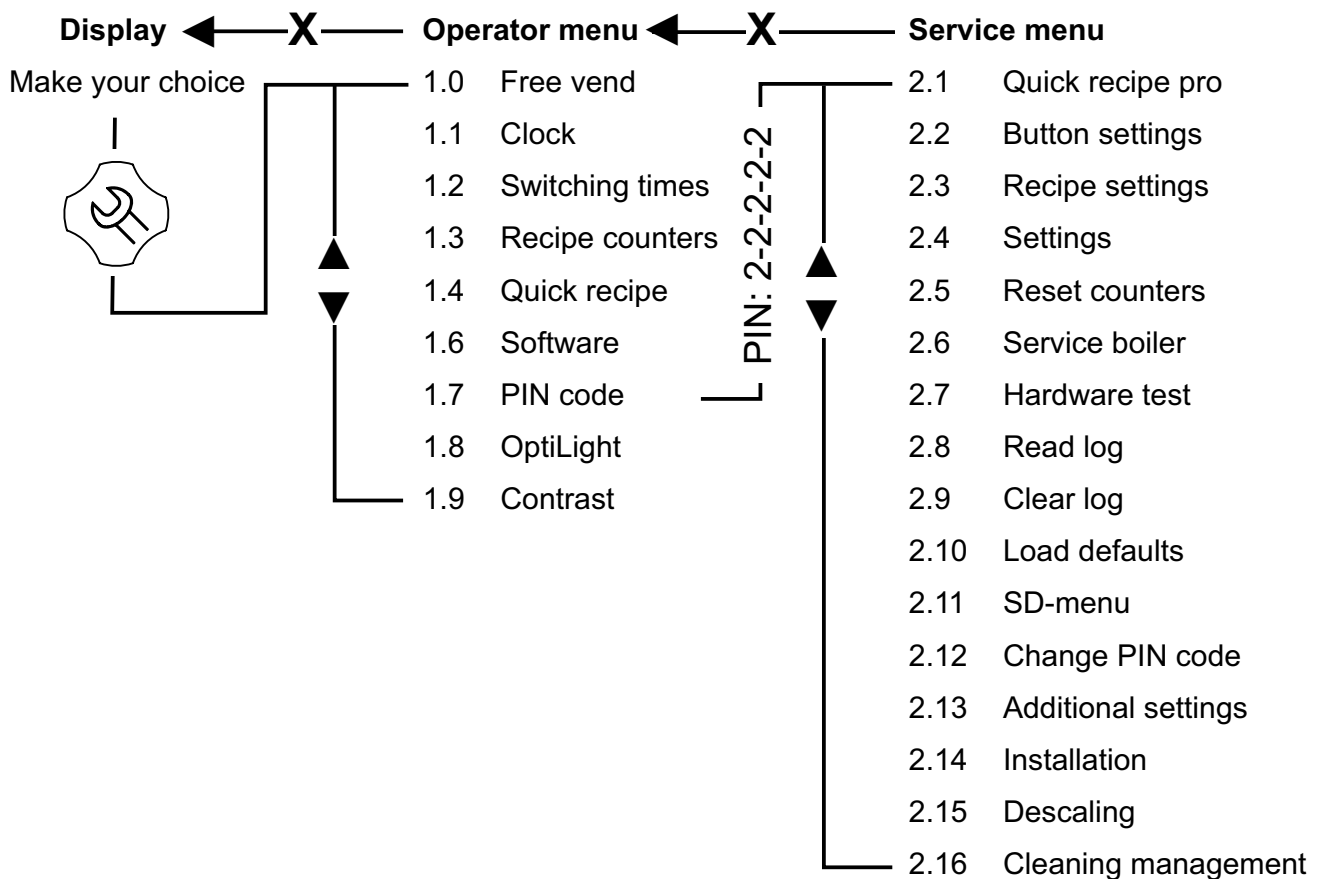 Display X Operator menu X Service menu
Make your choice
1.0 Free vend
1.1 Clock
1.2 Switching times
1.3 Recipe counters
1.4 Quick recipe
1.6 Software
1.7 PIN code
1.8 OptiLight
1.9 Contrast
PIN: 2-2-2-2-2
2.1 Quick recipe pro
2.2 Button settings
2.3 Recipe settings
2.4 Settings
2.5 Reset counters
2.6 Service boiler
2.7 Hardware test
2.8 Read log
2.9 Clear log
2.10 Load defaults
2.11 SD-menu
2.12 Change PIN code
2.13 Additional settings
2.14 Installation
2.15 Descaling
2.16 Cleaning management